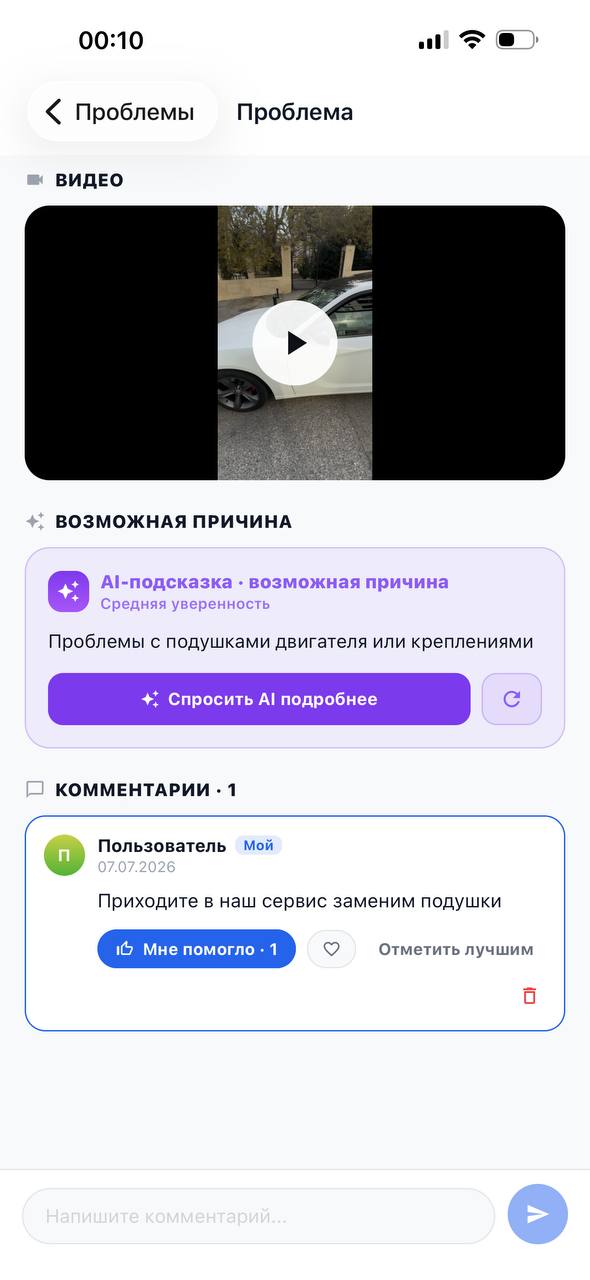 00:10
Проблемы
Проблема
ВИДЕО
ВОЗМОЖНАЯ ПРИЧИНА
AI-подсказка · возможная причина
Средняя уверенность
Проблемы с подушками двигателя или креплениями
Спросить AI подробнее
КОММЕНТАРИИ · 1
П
Пользователь Мой
07.07.2026
Приходите в наш сервис заменим подушки
Мне помогло · 1
Отметить лучшим
Напишите комментарий...